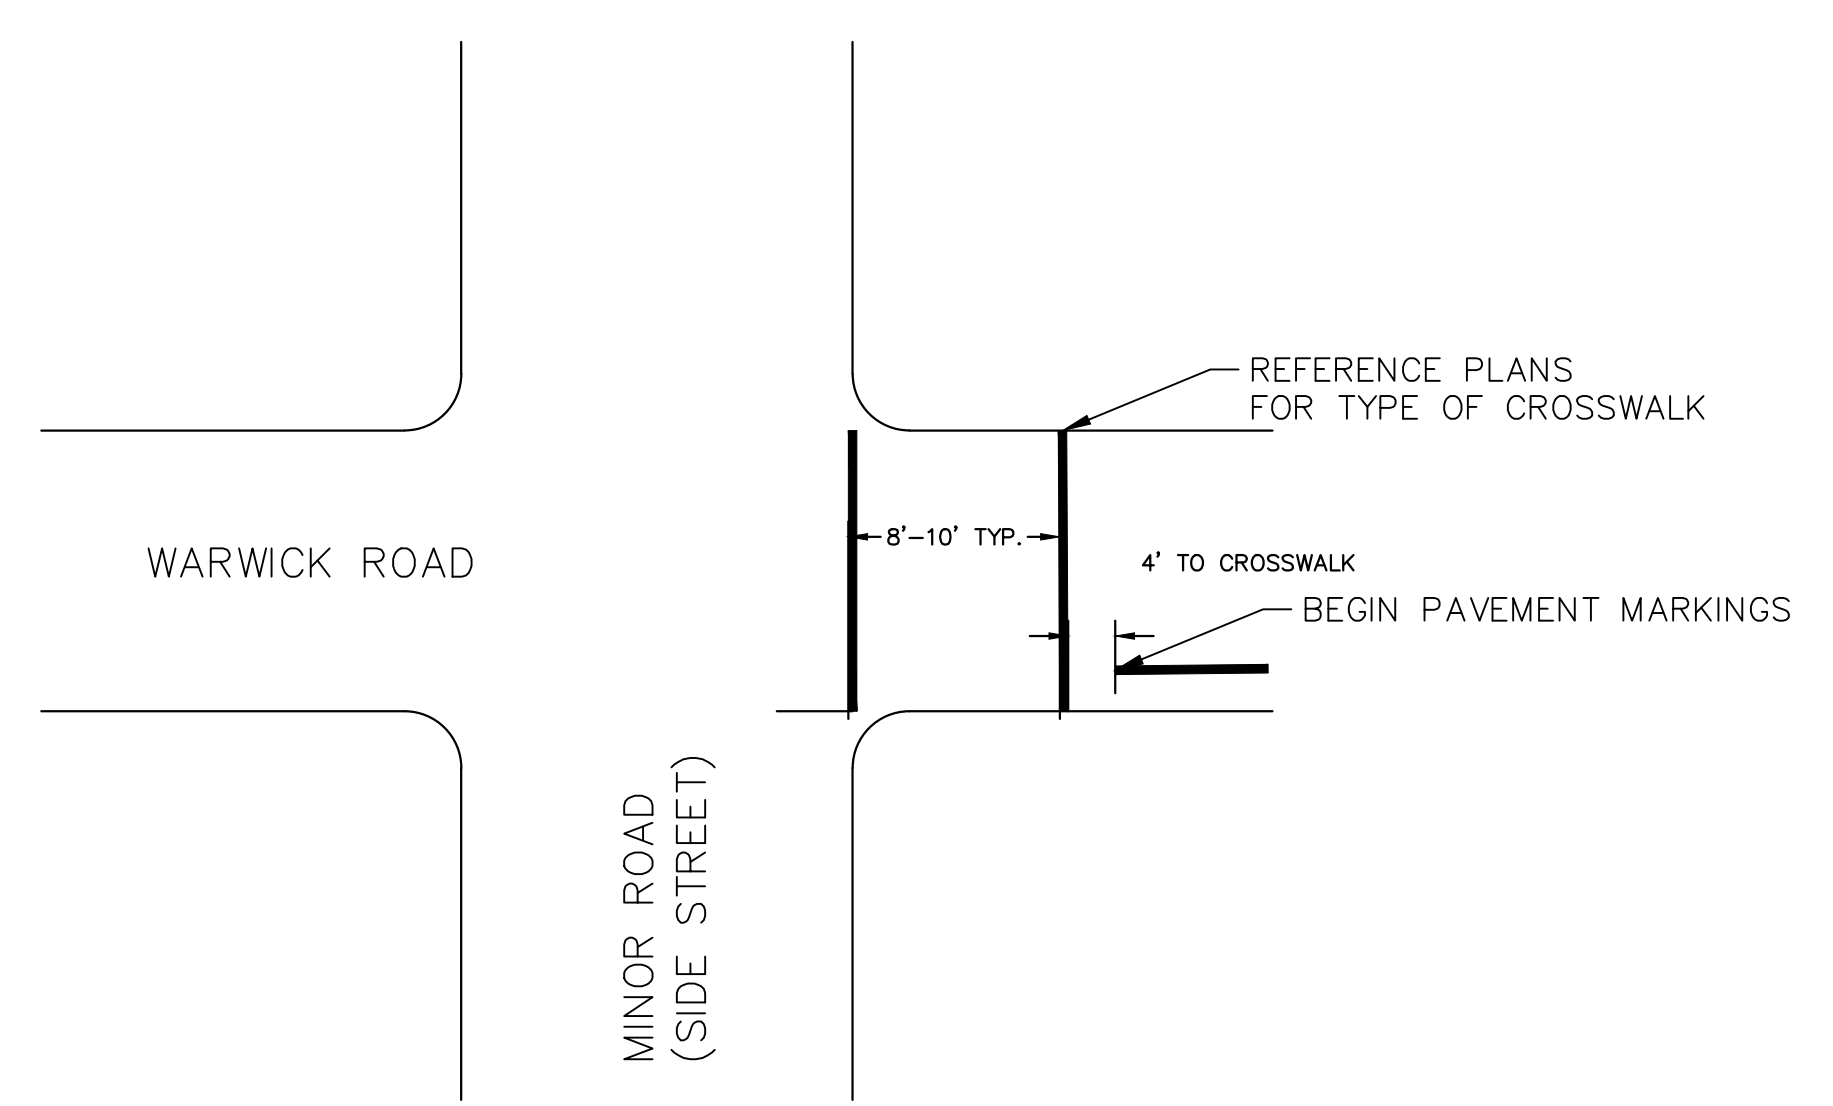 REFERENCE PLANS
FOR TYPE OF CROSSWALK
8'-10' TYP.
WARWICK ROAD
4' TO CROSSWALK
BEGIN PAVEMENT MARKINGS
MINOR ROAD
(SIDE STREET)